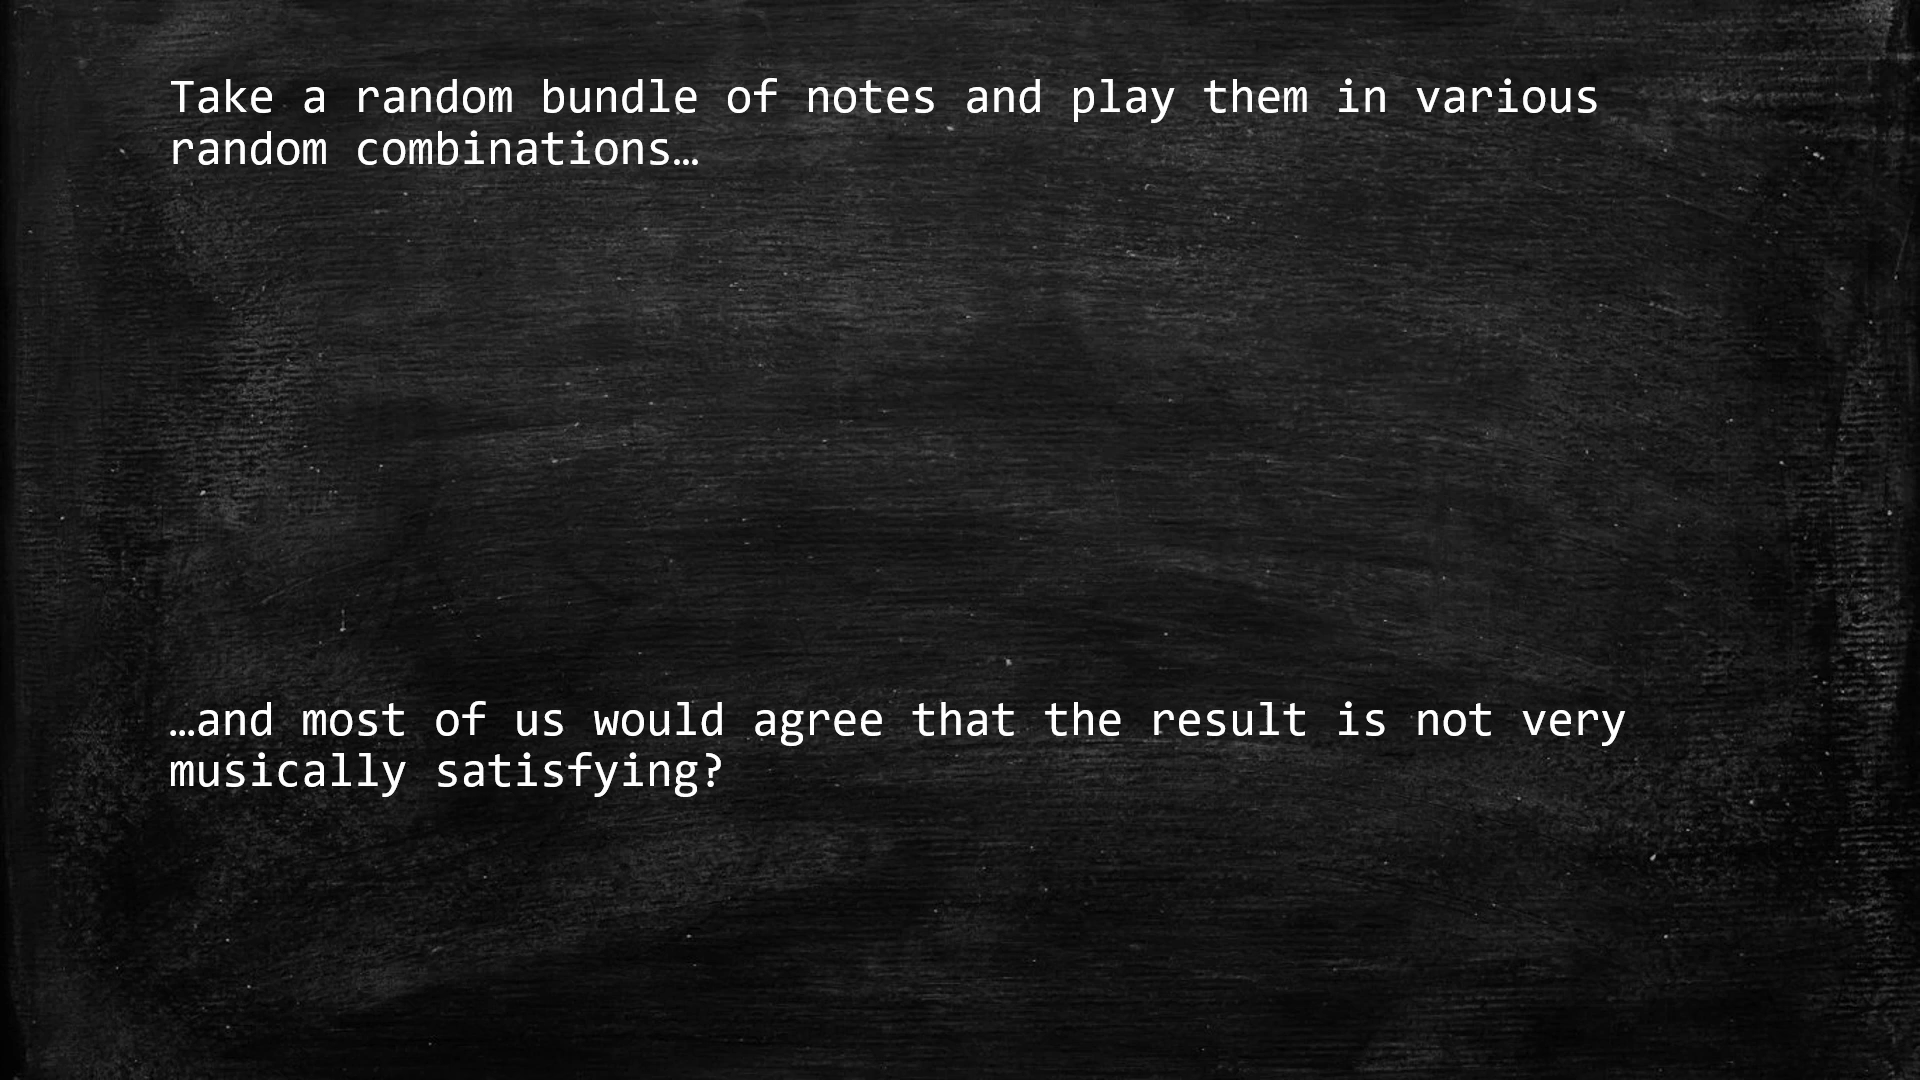 Take a random bundle of notes and play them in various
random combinations…
…and most of us would agree that the result is not very
musically satisfying?